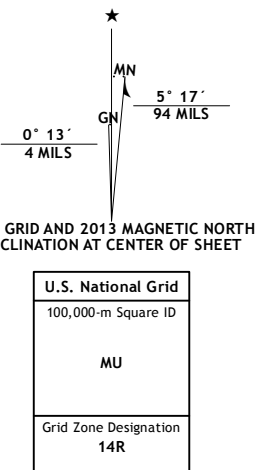 ★
MN
5° 17´
94 MILS
GN
0° 13´
4 MILS
GRID AND 2013 MAGNETIC NORTH
CLINATION AT CENTER OF SHEET
U.S. National Grid
100,000-m Square ID
MU
Grid Zone Designation
14R